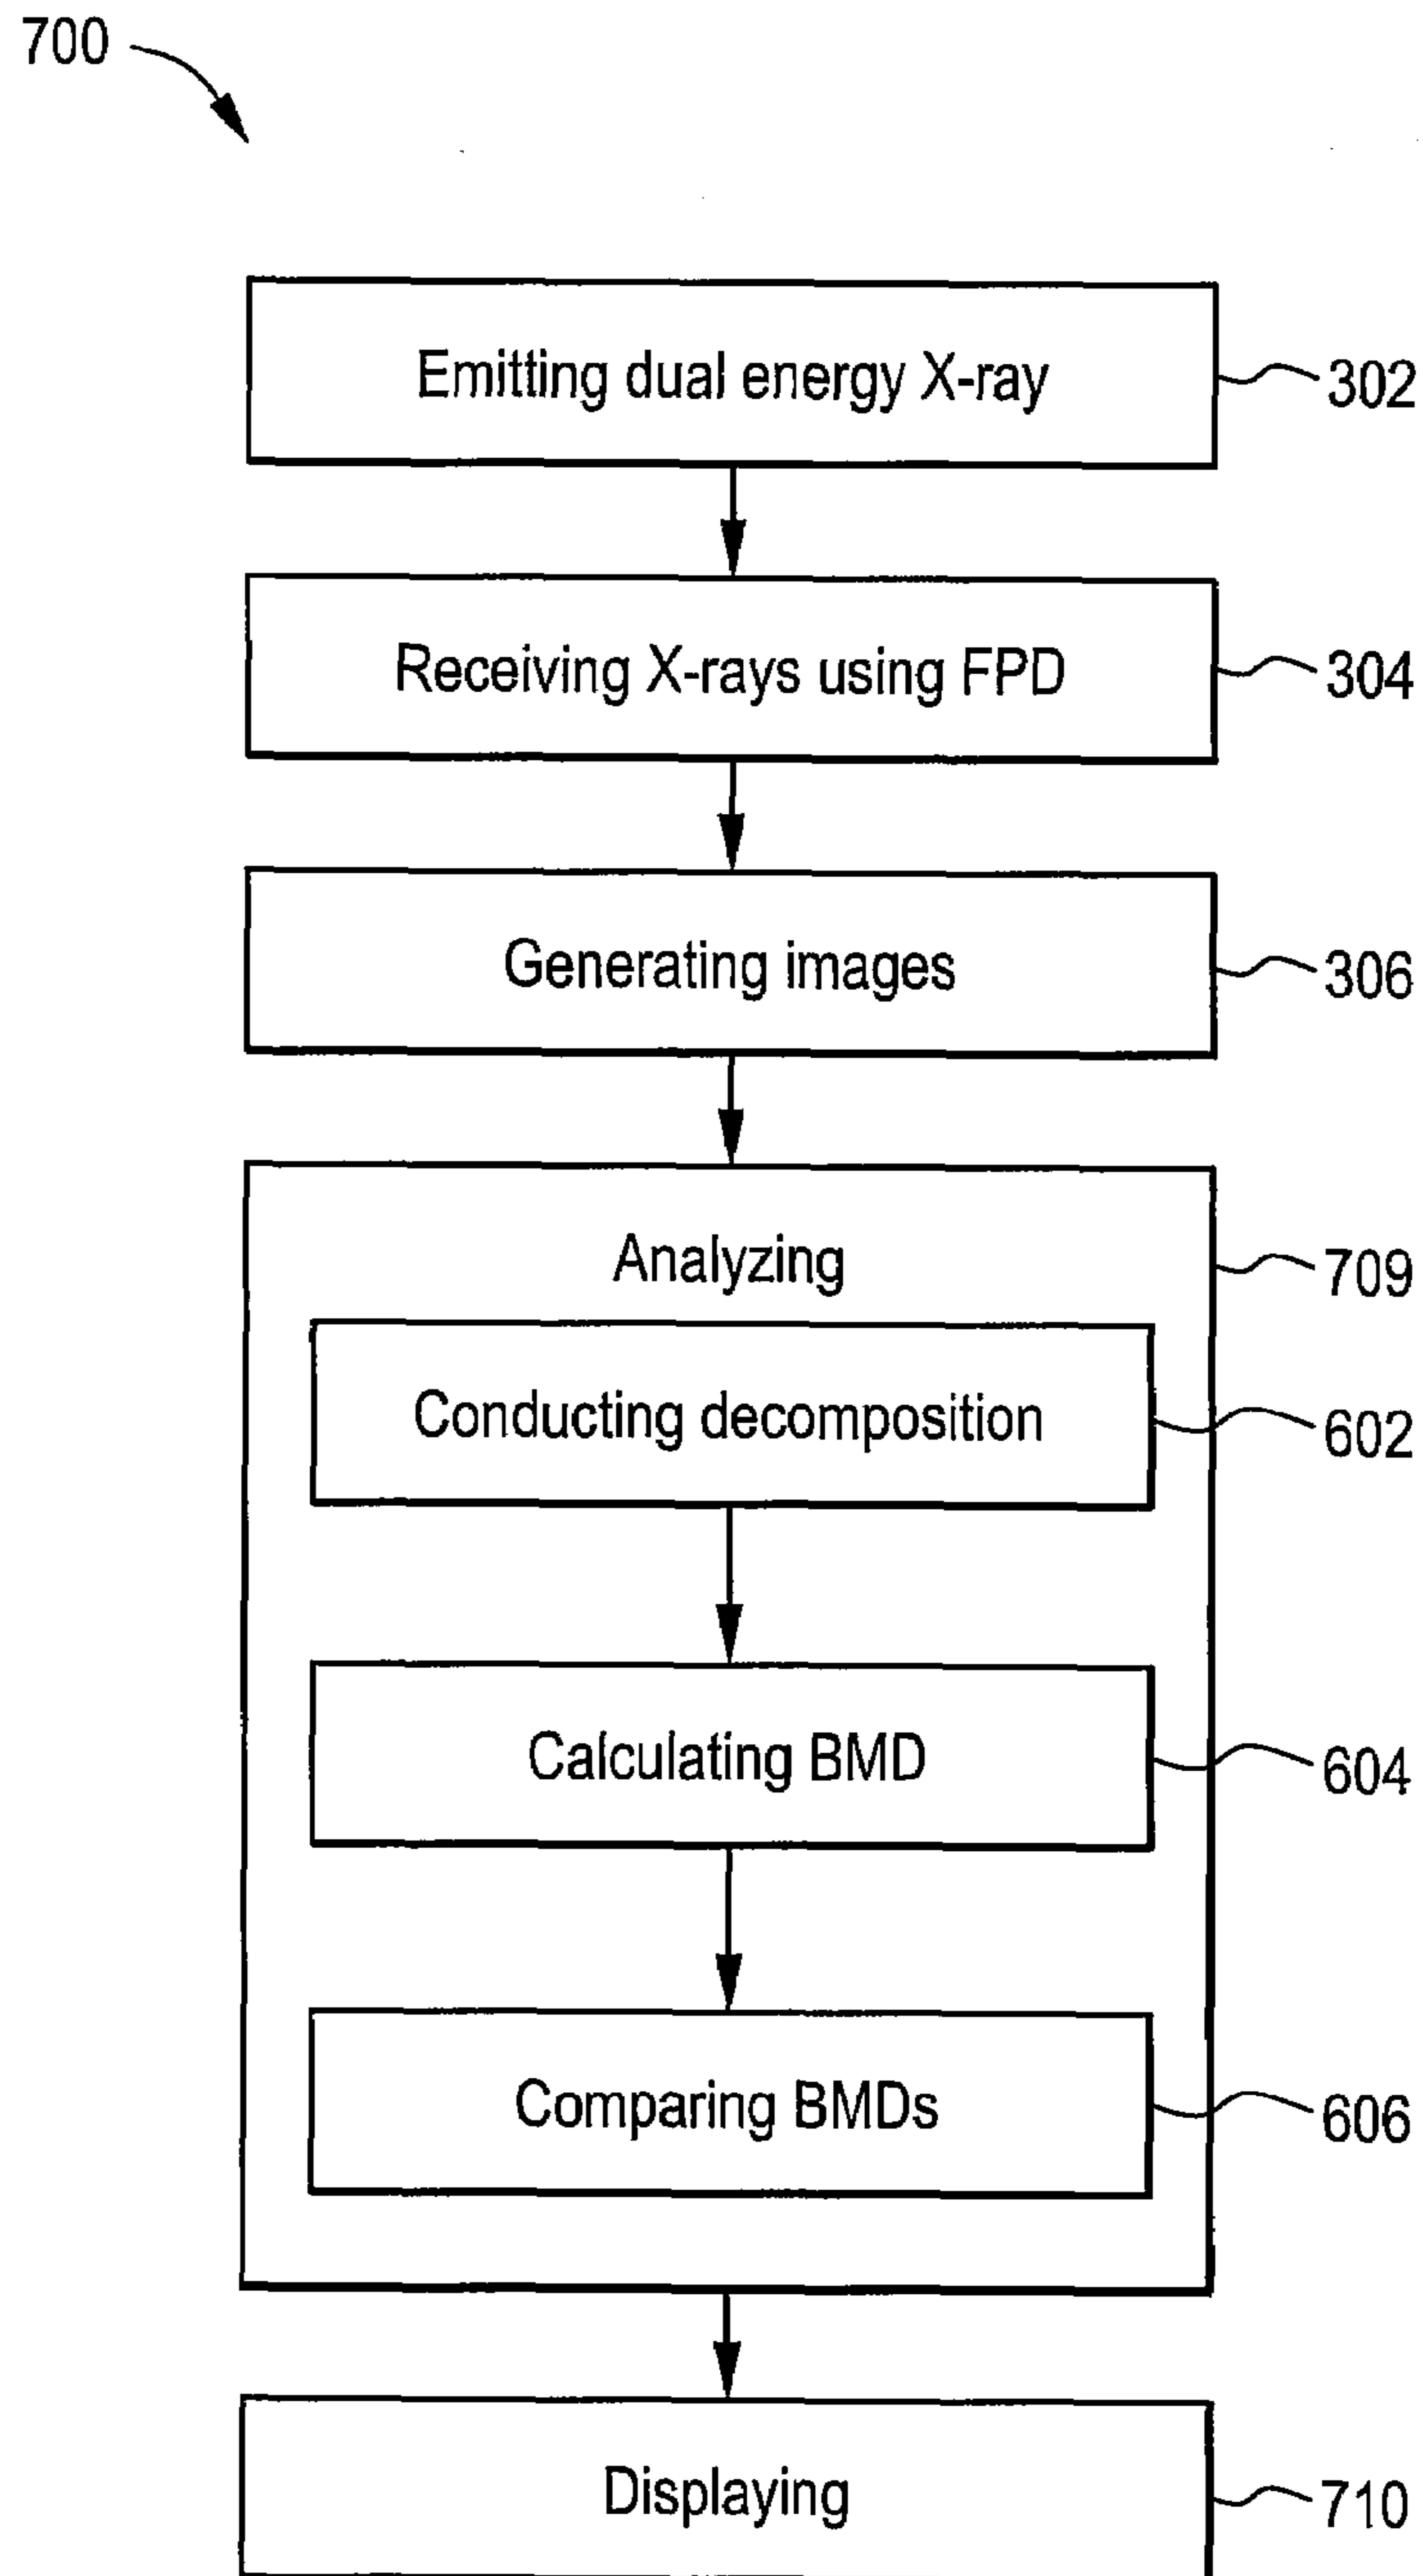 700
Emitting dual energy X-ray
302
Receiving X-rays using FPD
304
Generating images
306
Analyzing
709
Conducting decomposition
602
Calculating BMD
604
Comparing BMDs
606
Displaying
710